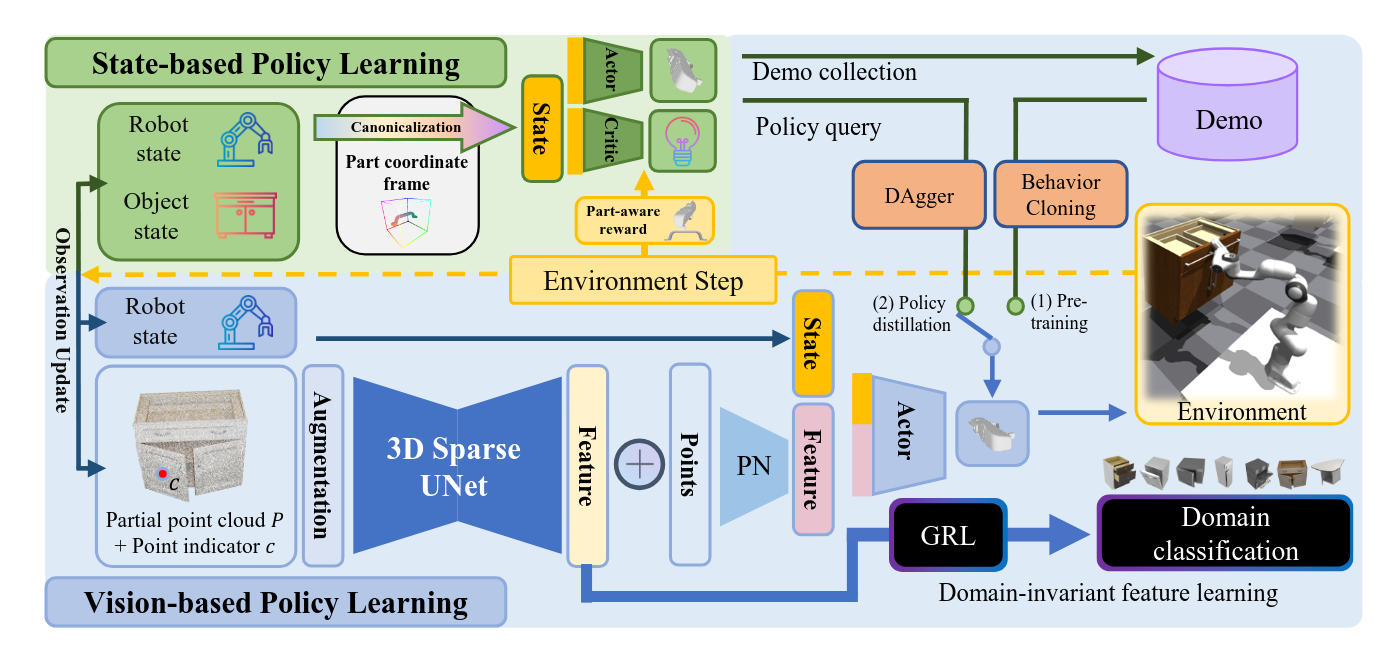 State-based Policy Learning
Robot
state
Object
state
Canonicalization
Part coordinate
frame
State
Actor
Critic
Part-aware
reward
Demo collection
Policy query
Demo
DAgger
Behavior
Cloning
Environment Step
Observation Update
Robot
state
State
(2) Policy
distillation
(1) Pre-
training
Environment
c
Partial point cloud P
+ Point indicator c
Augmentation
3D Sparse
UNet
Feature
Points
PN
Feature
Actor
GRL
Domain
classification
Domain-invariant feature learning
Vision-based Policy Learning